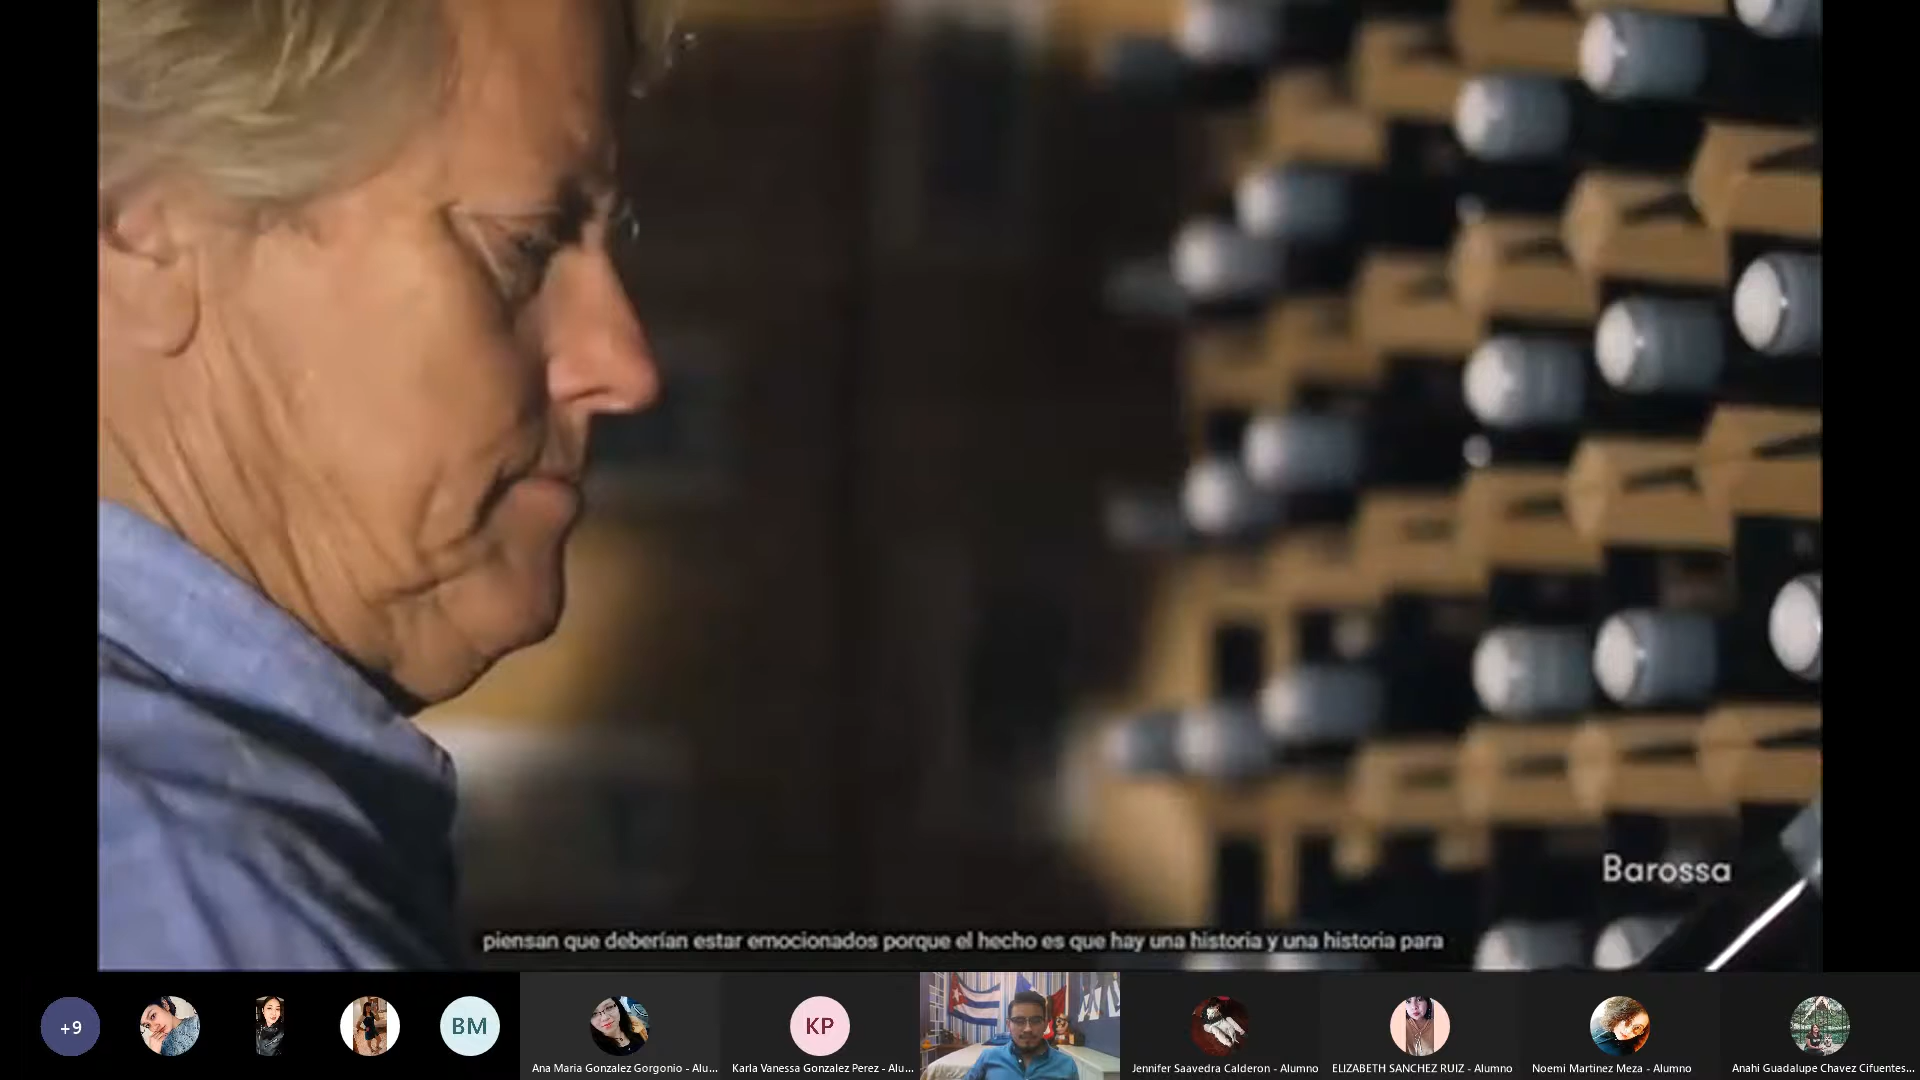 Barossa
piensan que deberían estar emocionados porque el hecho es que hay una historia y una historia para
+9
BM
KP
Ana Maria Gonzalez Gorgonio - Alu...
Karla Vanessa Gonzalez Perez - Alu...
Jennifer Saavedra Calderon - Alumno
ELIZABETH SANCHEZ RUIZ - Alumno
Noemi Martinez Meza - Alumno
Anahi Guadalupe Chavez Cifuentes...